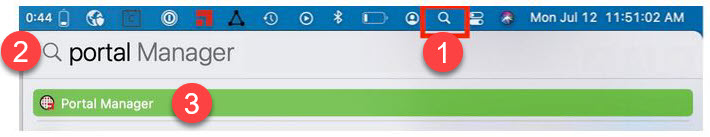 0:44 Mon Jul 12 11:51:02 AM
1
2 portal Manager
Portal Manager 3